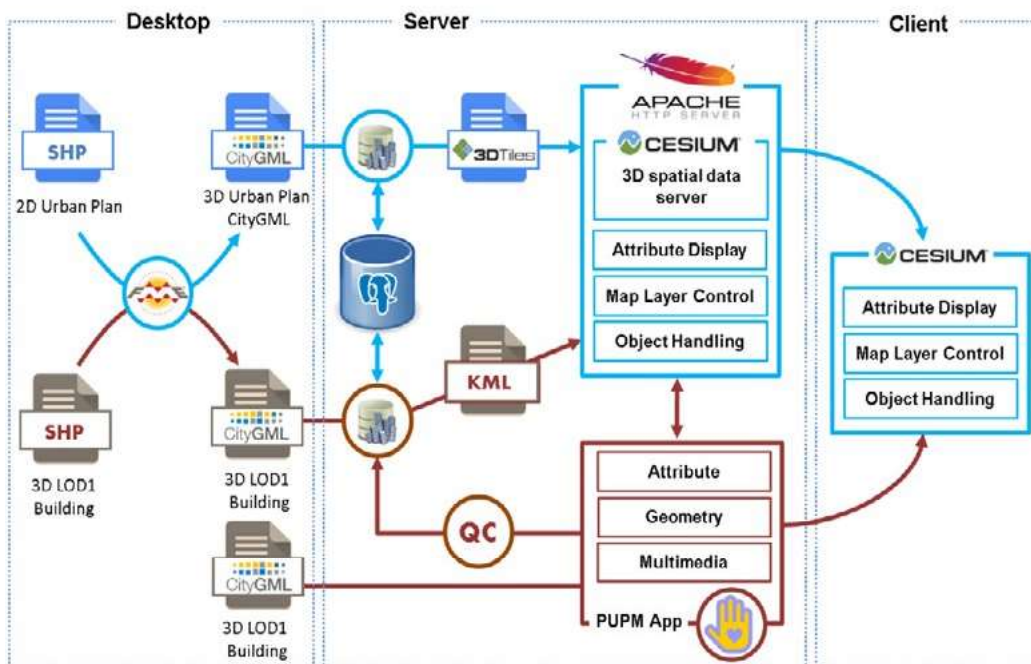 Desktop
Server
Client
SHP
2D Urban Plan
CityGML
3D Urban Plan
CityGML
3DTiles
APACHE
HTTP SERVER
CESIUM
3D spatial data
server
Attribute Display
Map Layer Control
Object Handling
CESIUM
Attribute Display
Map Layer Control
Object Handling
FME
SHP
3D LOD1
Building
CityGML
3D LOD1
Building
KML
QC
Attribute
Geometry
Multimedia
PUPM App
CityGML
3D LOD1
Building